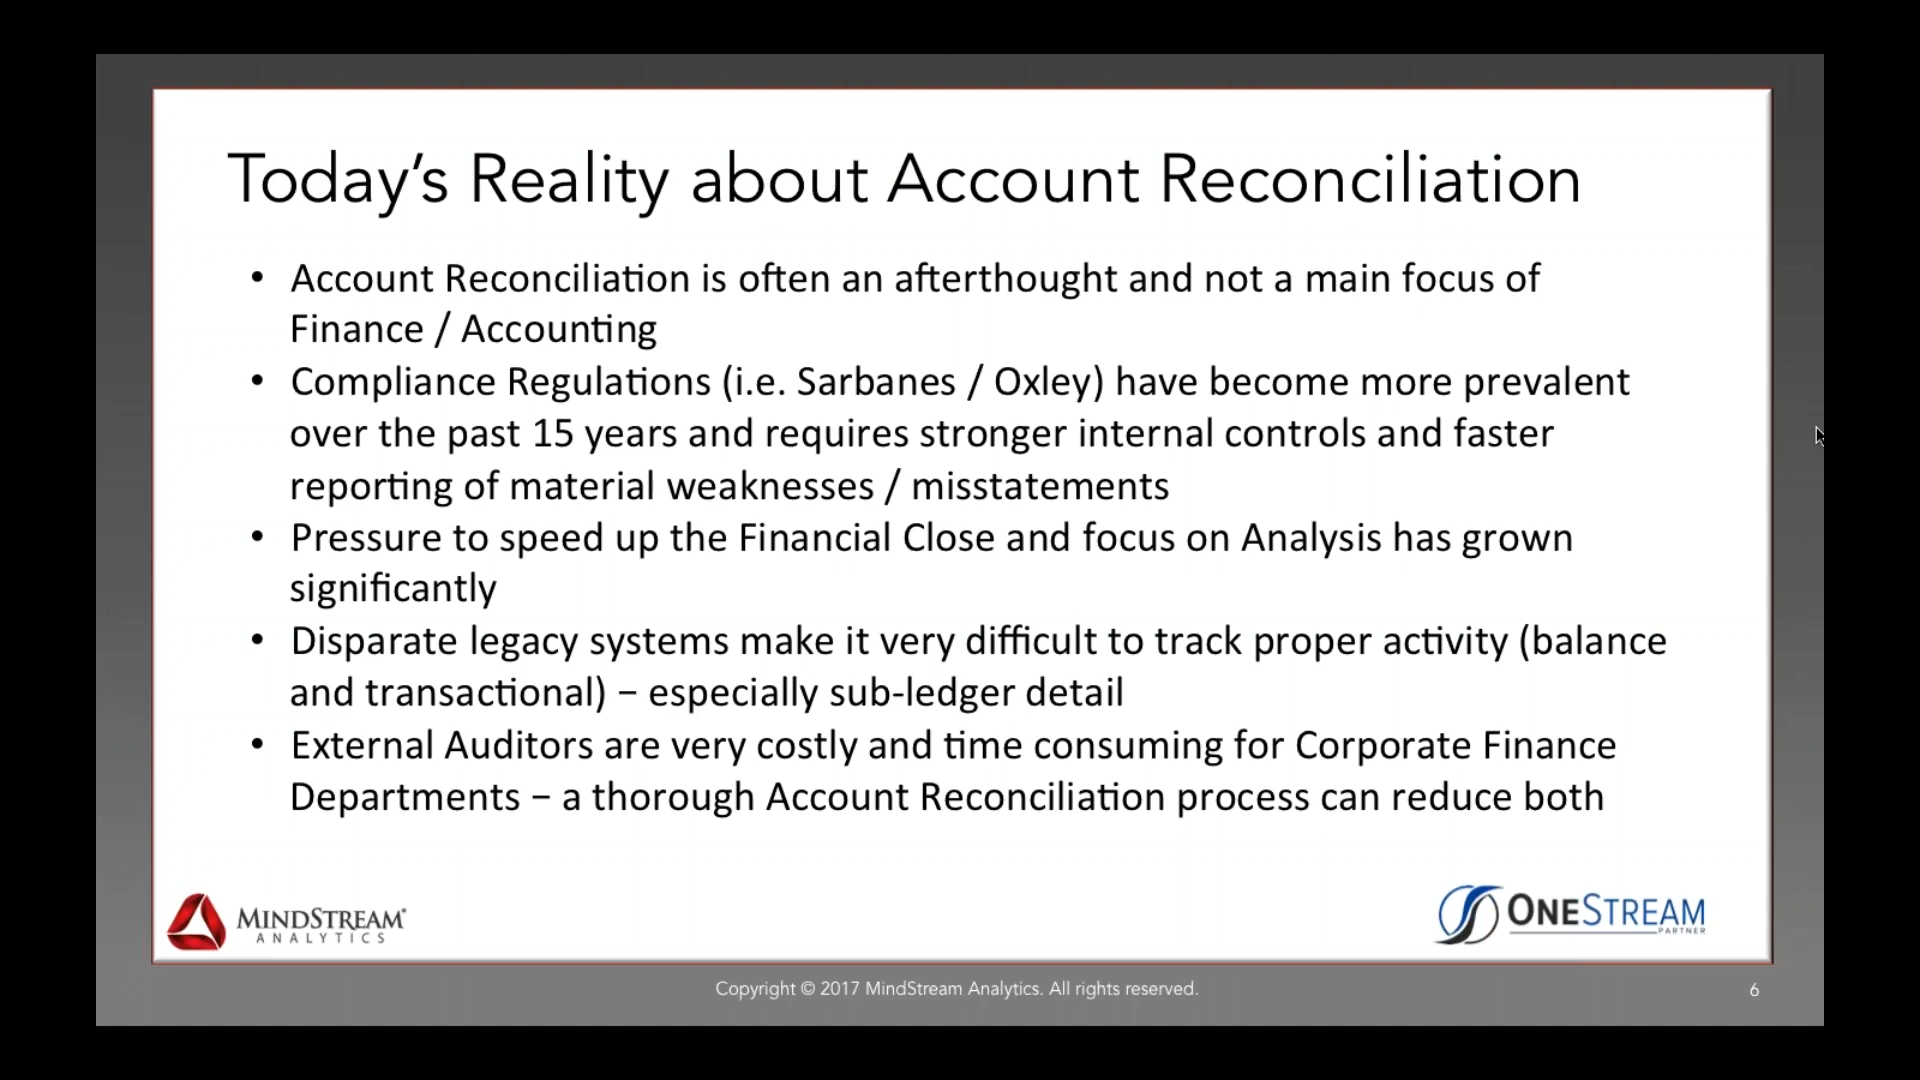 Today’s Reality about Account Reconciliation
• Account Reconciliation is often an afterthought and not a main focus of
Finance / Accounting
• Compliance Regulations (i.e. Sarbanes / Oxley) have become more prevalent
over the past 15 years and requires stronger internal controls and faster
reporting of material weaknesses / misstatements
• Pressure to speed up the Financial Close and focus on Analysis has grown
significantly
• Disparate legacy systems make it very difficult to track proper activity (balance
and transactional) – especially sub-ledger detail
• External Auditors are very costly and time consuming for Corporate Finance
Departments – a thorough Account Reconciliation process can reduce both
MINDSTREAM®
ANALYTICS
ONESTREAM
PARTNER
Copyright © 2017 MindStream Analytics. All rights reserved.
6